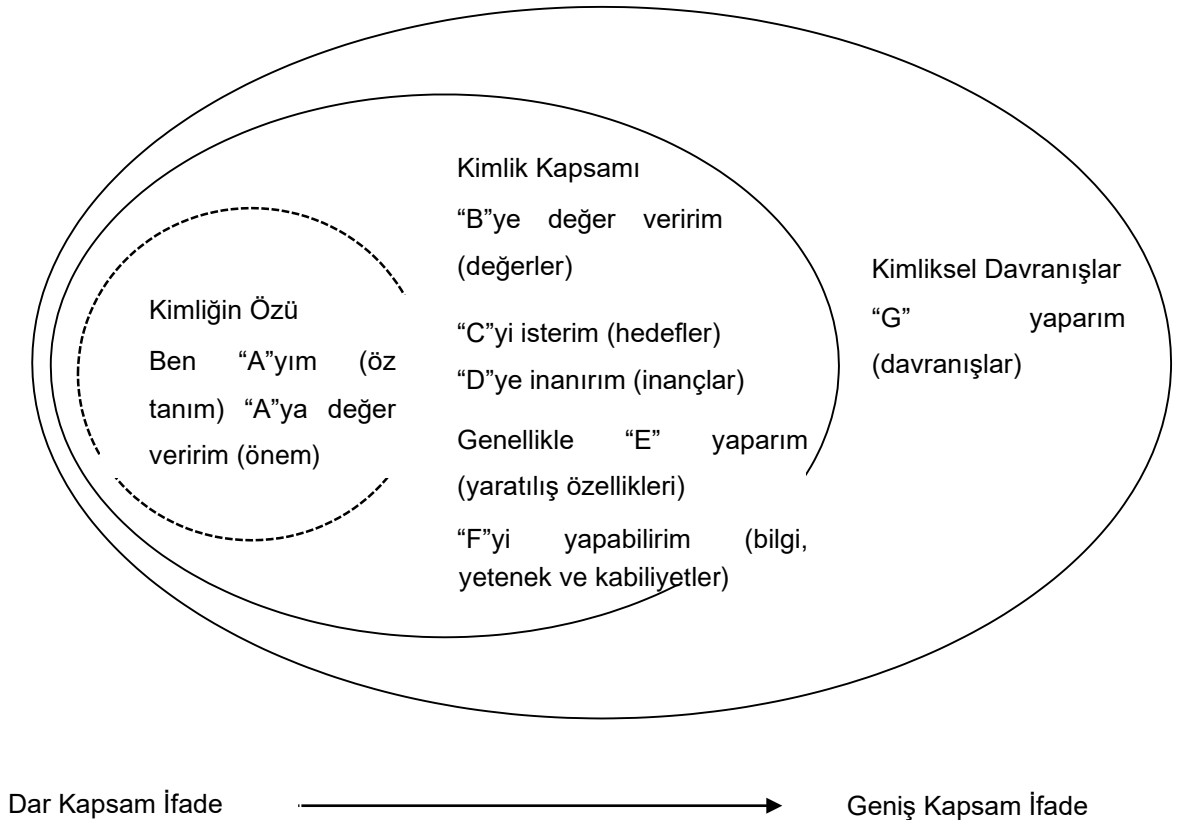 Kimlik Kapsamı
“B”ye değer veririm
(değerler)
“C”yi isterim (hedefler)
“D”ye inanırım (inançlar)
Genellikle “E” yaparım
(yaratılış özellikleri)
“F”yi yapabilirim (bilgi,
yetenek ve kabiliyetler)
Kimliğin Özü
Ben “A”yım (öz
tanım) “A”ya değer
veririm (önem)
Kimliksel Davranışlar
“G” yaparım
(davranışlar)
Dar Kapsam İfade
Geniş Kapsam İfade